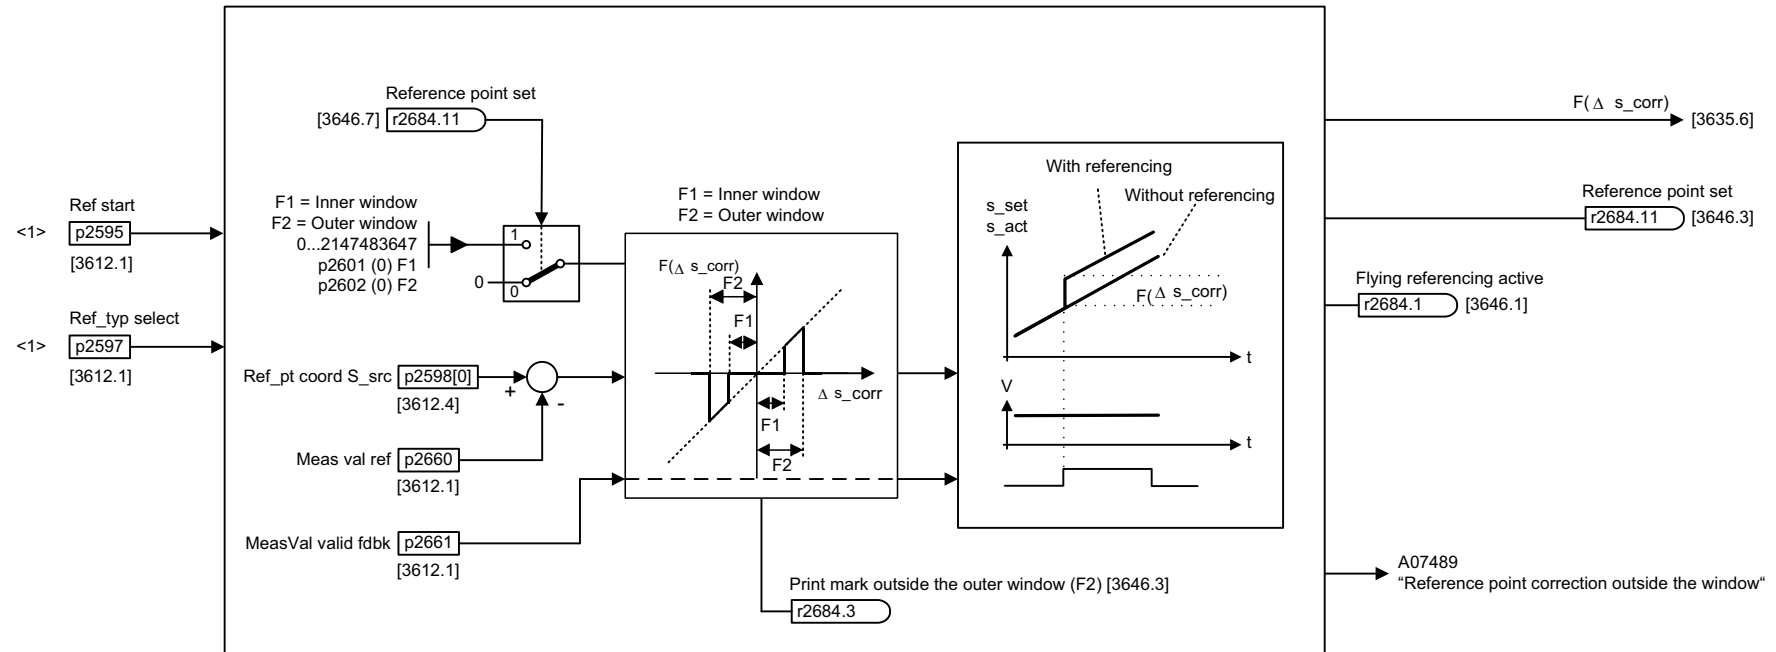 Ref start
<1> p2595
[3612.1]
Ref_typ select
<1> p2597
[3612.1]
Reference point set
[3646.7] r2684.11
F1 = Inner window
F2 = Outer window
0...2147483647
p2601 (0) F1
p2602 (0) F2
1
0
0
Ref_pt coord S_src p2598[0]
[3612.4]
+
-
Meas val ref p2660
[3612.1]
MeasVal valid fdbk p2661
[3612.1]
F1 = Inner window
F2 = Outer window
F(Δ s_corr)
F2
F1
Δ s_corr
F1
F2
Print mark outside the outer window (F2) [3646.3]
r2684.3
With referencing
Without referencing
s_set
s_act
F(Δ s_corr)
t
V
t
F(Δ s_corr)
[3635.6]
Reference point set
r2684.11 [3646.3]
Flying referencing active
r2684.1 [3646.1]
A07489
“Reference point correction outside the window“